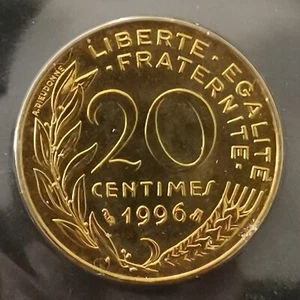 LIBERTE · EGALITE
· FRATERNITE ·
A.DIEUDONNE
20
CENTIMES
1996